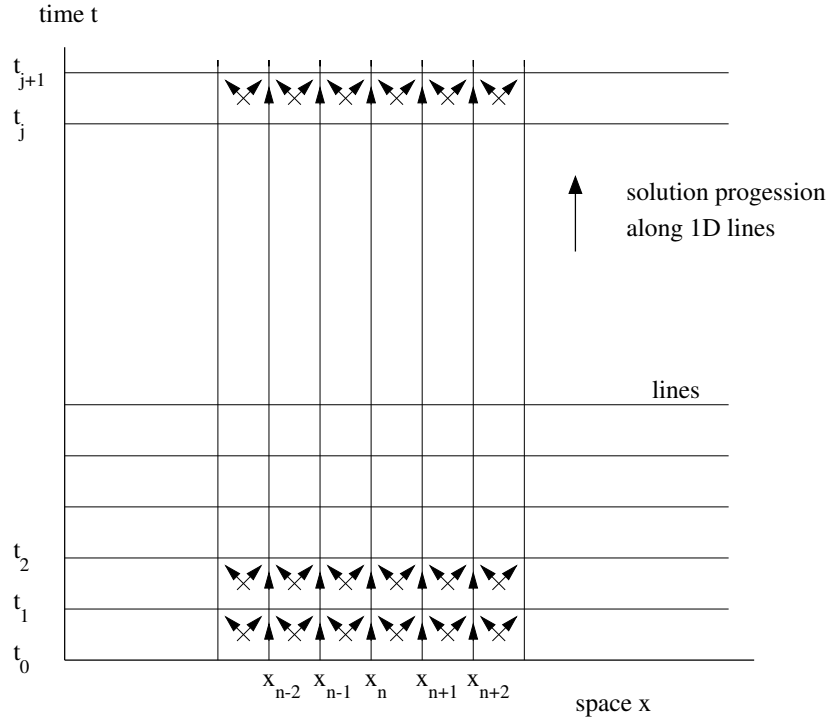 time t
t_{j+1}
t_j
solution progession
along 1D lines
lines
t_2
t_1
t_0
x_{n-2} x_{n-1} x_n x_{n+1} x_{n+2}
space x